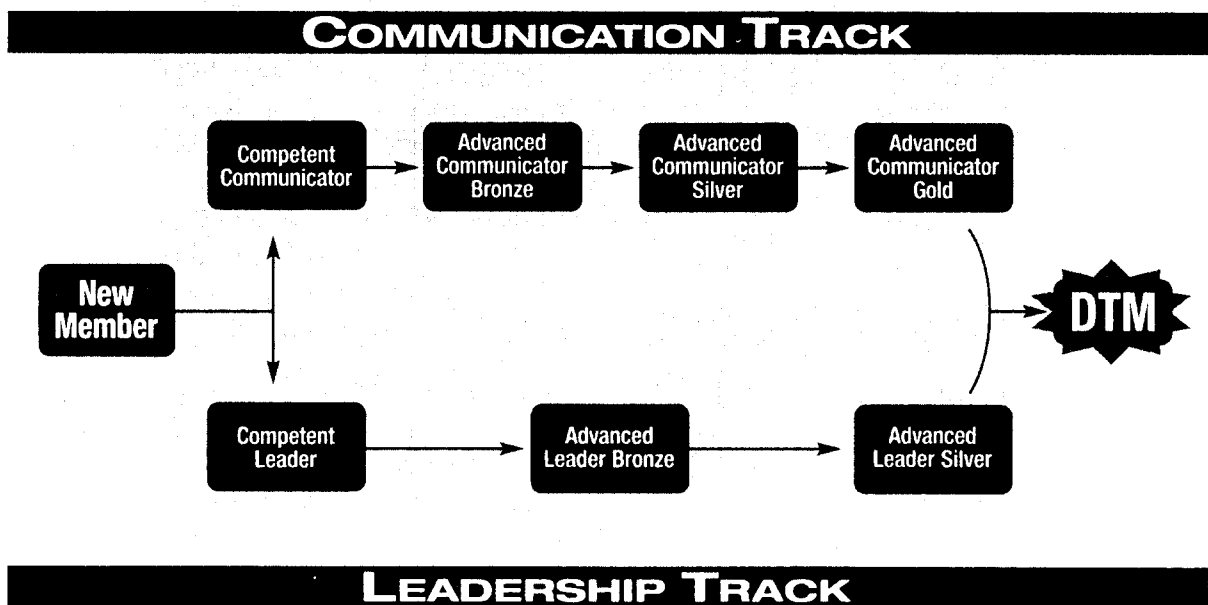 COMMUNICATION TRACK
Competent
Communicator
Advanced
Communicator
Bronze
Advanced
Communicator
Silver
Advanced
Communicator
Gold
New
Member
DTM
Competent
Leader
Advanced
Leader Bronze
Advanced
Leader Silver
LEADERSHIP TRACK